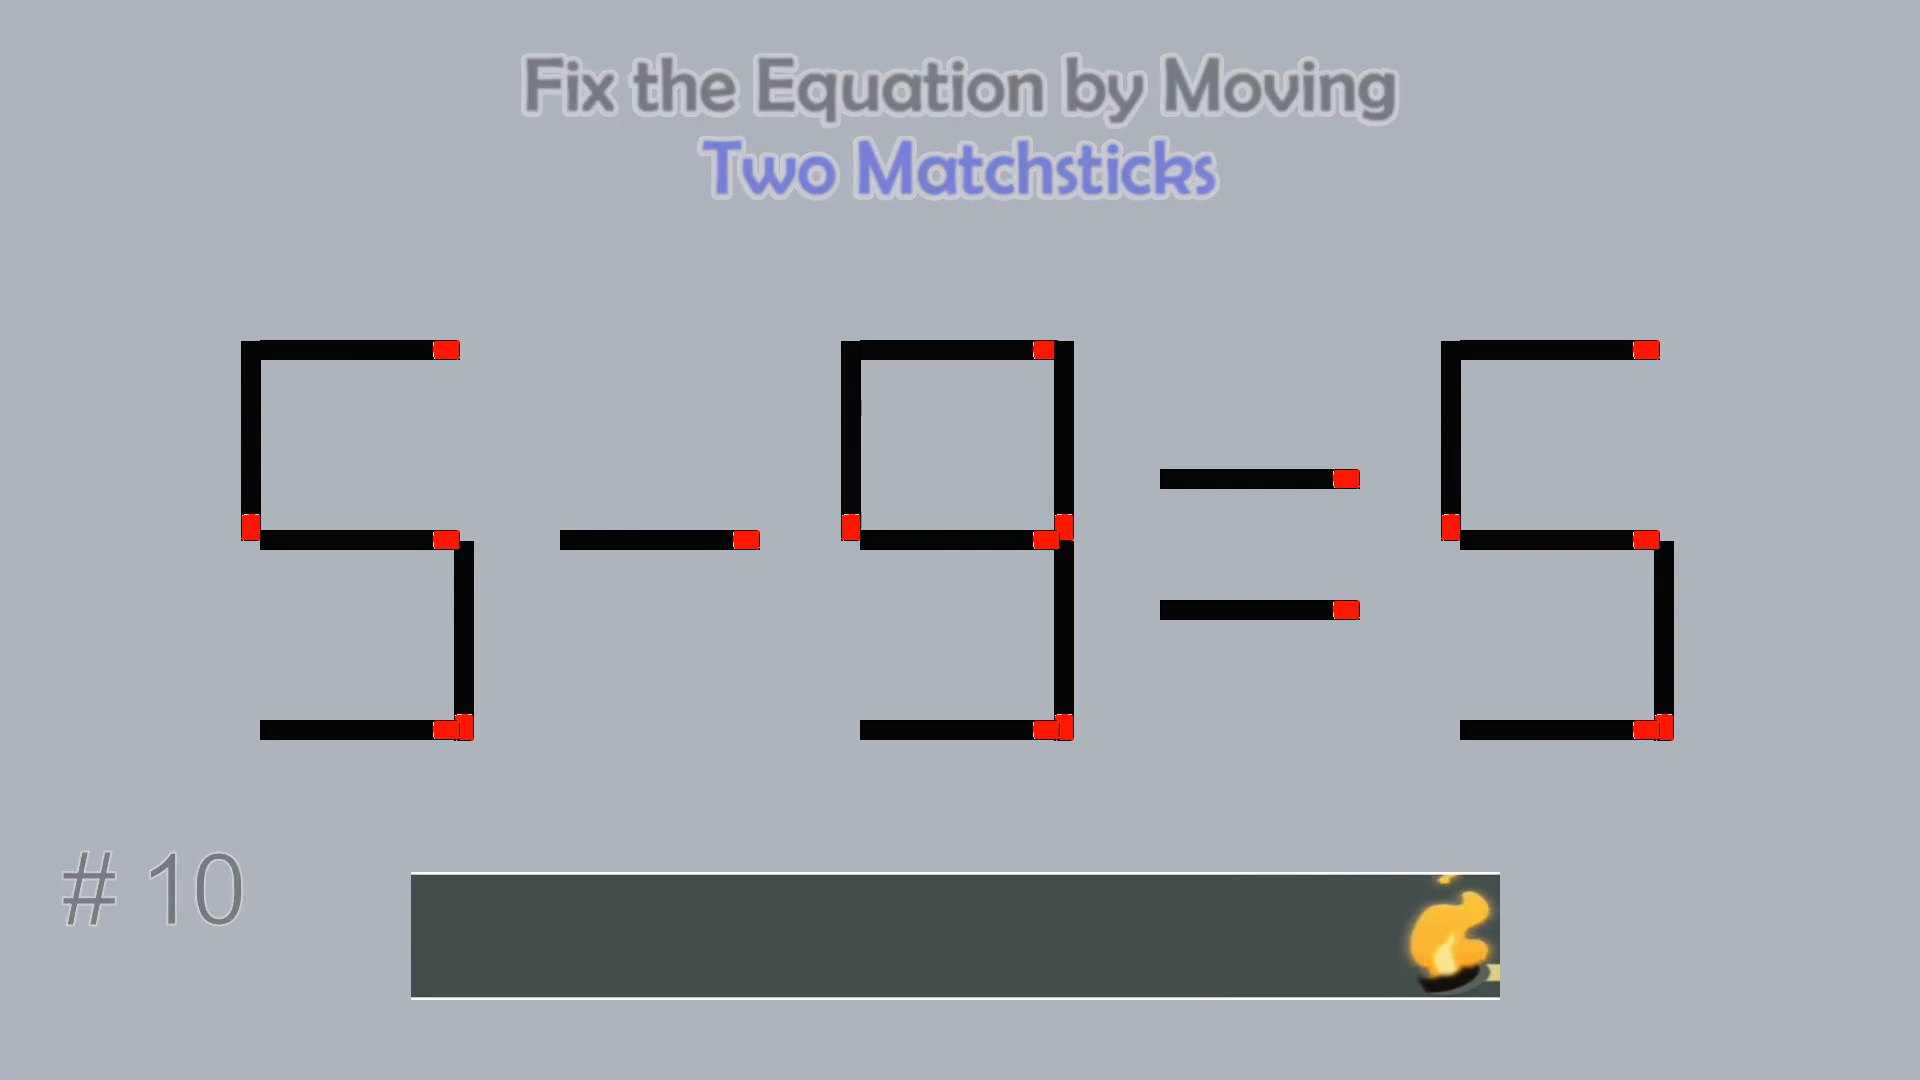 Fix the Equation by Moving
Two Matchsticks
5 - 9 = 5
# 10